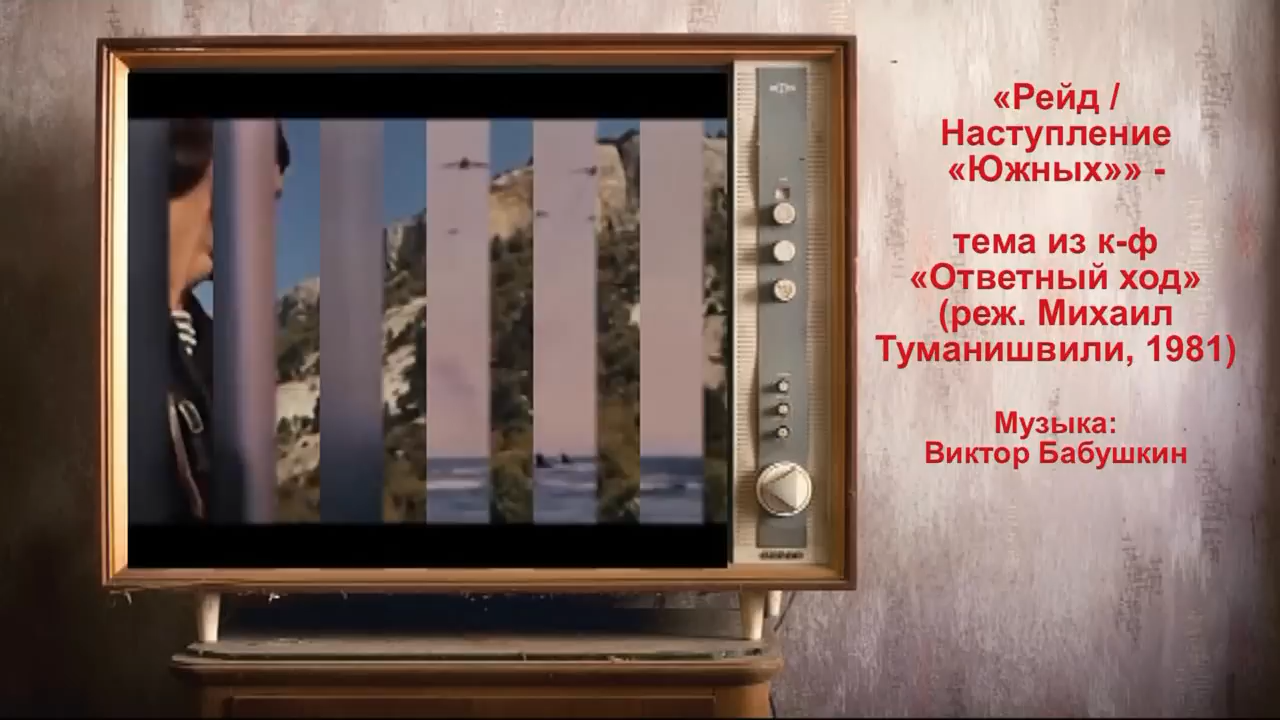 «Рейд /
Наступление
«Южных»» -
тема из к-ф
«Ответный ход»
(реж. Михаил
Туманишвили, 1981)
Музыка:
Виктор Бабушкин